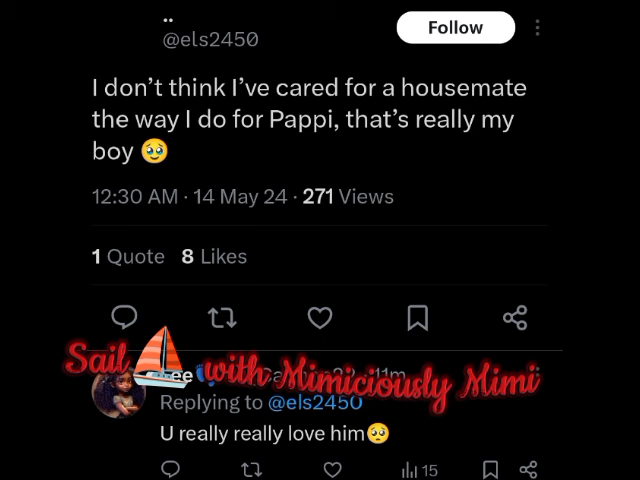 ..
@els2450
Follow
I don’t think I’ve cared for a housemate
the way I do for Pappi, that’s really my
boy 🥹
12:30 AM · 14 May 24 · 271 Views
1 Quote 8 Likes
Sail with Mimiciously Mimi
Replying to @els2450
U really really love him🥺
15